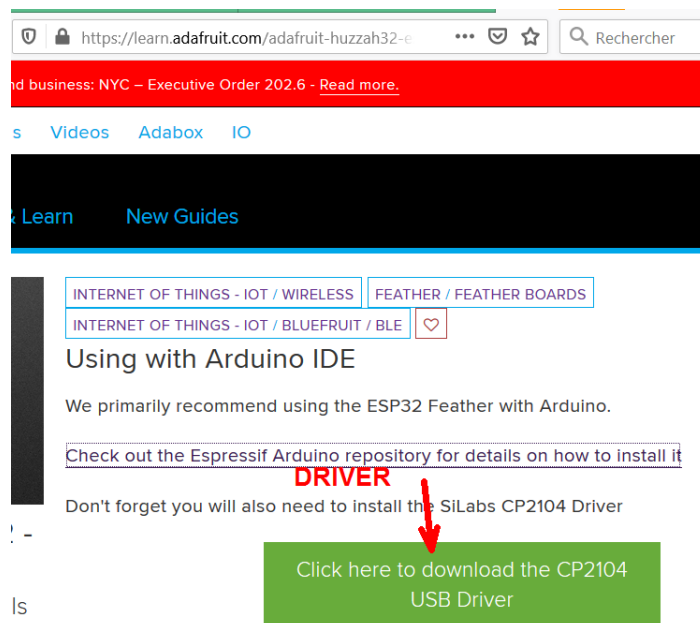 https://learn.adafruit.com/adafruit-huzzah32-e
Rechercher
nd business: NYC – Executive Order 202.6 - Read more.
s Videos Adabox IO
& Learn New Guides
INTERNET OF THINGS - IOT / WIRELESS FEATHER / FEATHER BOARDS
INTERNET OF THINGS - IOT / BLUEFRUIT / BLE
Using with Arduino IDE
We primarily recommend using the ESP32 Feather with Arduino.
Check out the Espressif Arduino repository for details on how to install it
DRIVER
Don't forget you will also need to install the SiLabs CP2104 Driver
2 -
Click here to download the CP2104
USB Driver
ls